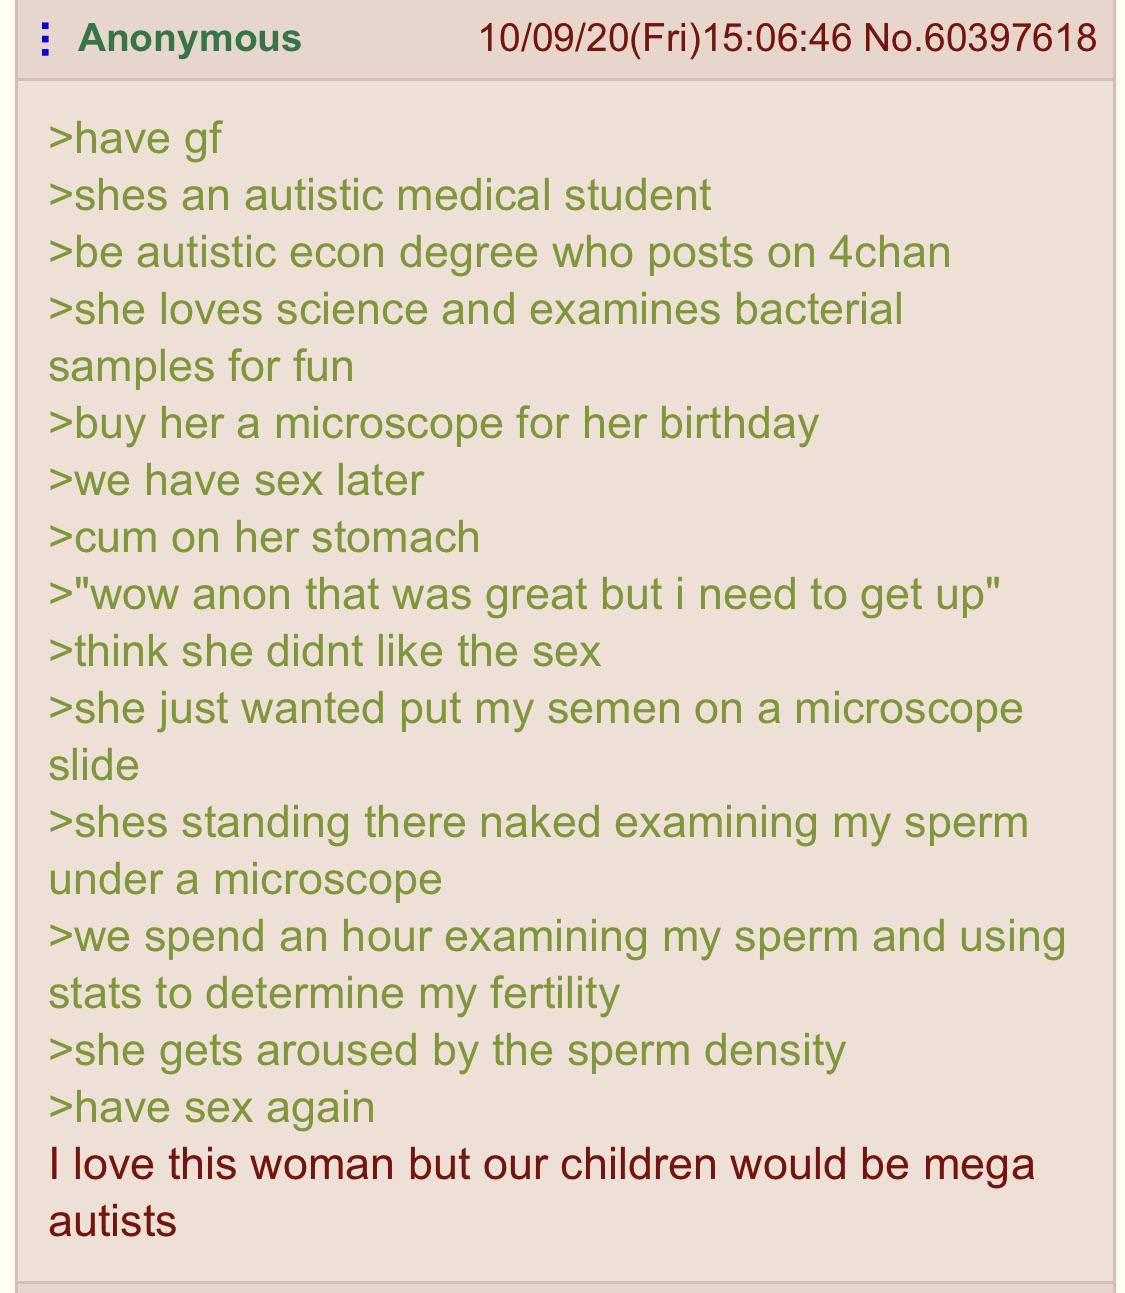 Anonymous 10/09/20(Fri)15:06:46 No.60397618
>have gf
>shes an autistic medical student
>be autistic econ degree who posts on 4chan
>she loves science and examines bacterial
samples for fun
>buy her a microscope for her birthday
>we have sex later
>cum on her stomach
>"wow anon that was great but i need to get up"
>think she didnt like the sex
>she just wanted put my semen on a microscope
slide
>shes standing there naked examining my sperm
under a microscope
>we spend an hour examining my sperm and using
stats to determine my fertility
>she gets aroused by the sperm density
>have sex again
I love this woman but our children would be mega
autists